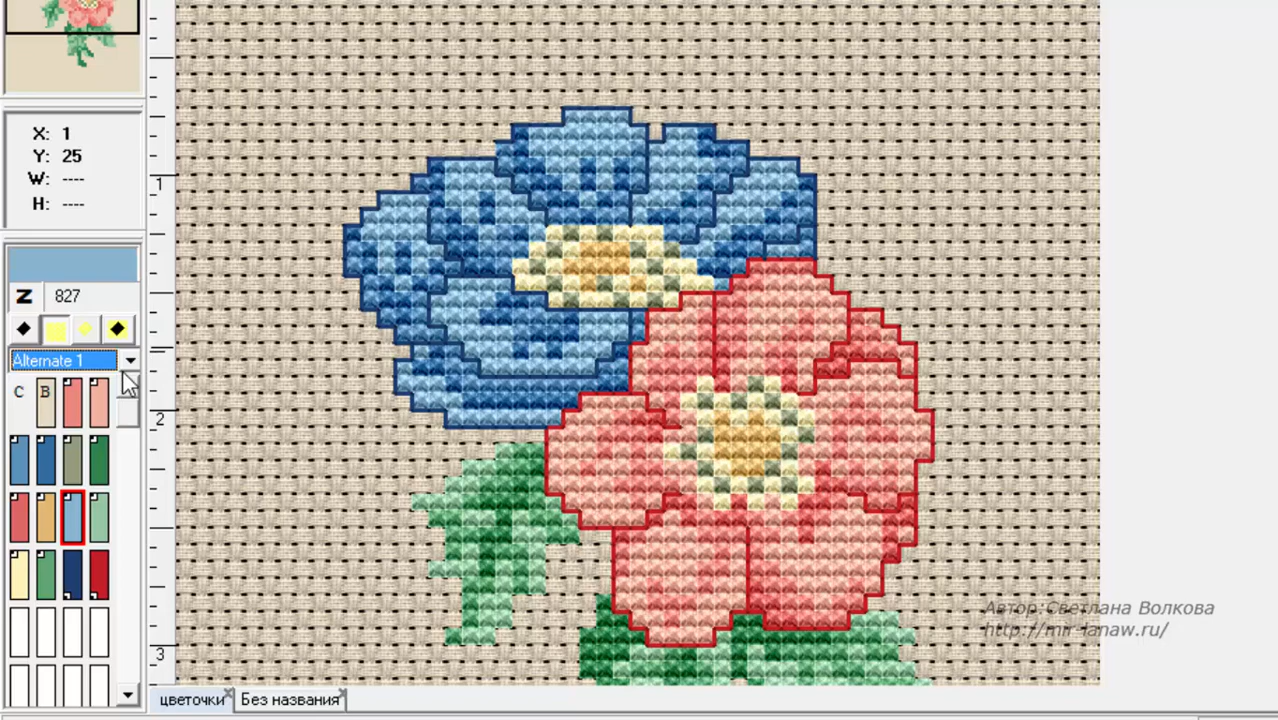 X: 1
Y: 25
W: ----
H: ----
Z 827
Alternate 1
C B
1
2
3
Автор:Светлана Волкова
http://mir-lanaw.ru/
цветочки Без названия